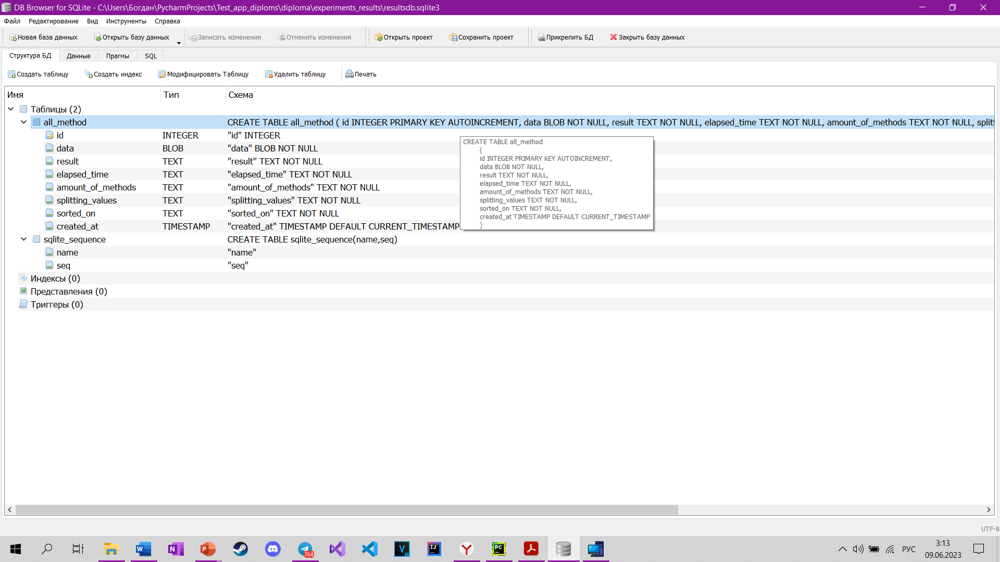 DB Browser for SQLite - C:\Users\Богдан\PycharmProjects\Test_app_diploms\diploma\experiments_results\resultsdb.sqlite3
Файл Редактирование Вид Инструменты Справка
Новая база данных Открыть базу данных Записать изменения Отменить изменения Открыть проект Сохранить проект Прикрепить БД Закрыть базу данных
Структура БД Данные Прагмы SQL
Создать таблицу Создать индекс Модифицировать Таблицу Удалить таблицу Печать
Имя Тип Схема
Таблицы (2)
all_method CREATE TABLE all_method ( id INTEGER PRIMARY KEY AUTOINCREMENT, data BLOB NOT NULL, result TEXT NOT NULL, elapsed_time TEXT NOT NULL, amount_of_methods TEXT NOT NULL, splitt
id INTEGER "id" INTEGER
data BLOB "data" BLOB NOT NULL
result TEXT "result" TEXT NOT NULL
elapsed_time TEXT "elapsed_time" TEXT NOT NULL
amount_of_methods TEXT "amount_of_methods" TEXT NOT NULL
splitting_values TEXT "splitting_values" TEXT NOT NULL
sorted_on TEXT "sorted_on" TEXT NOT NULL
created_at TIMESTAMP "created_at" TIMESTAMP DEFAULT CURRENT_TIMESTAMP
CREATE TABLE all_method
(
id INTEGER PRIMARY KEY AUTOINCREMENT,
data BLOB NOT NULL,
result TEXT NOT NULL,
elapsed_time TEXT NOT NULL,
amount_of_methods TEXT NOT NULL,
splitting_values TEXT NOT NULL,
sorted_on TEXT NOT NULL,
created_at TIMESTAMP DEFAULT CURRENT_TIMESTAMP
)
sqlite_sequence CREATE TABLE sqlite_sequence(name,seq)
name "name"
seq "seq"
Индексы (0)
Представления (0)
Триггеры (0)
UTF-8
W N P 764 V IJ Y PC РУС 3:13
09.06.2023